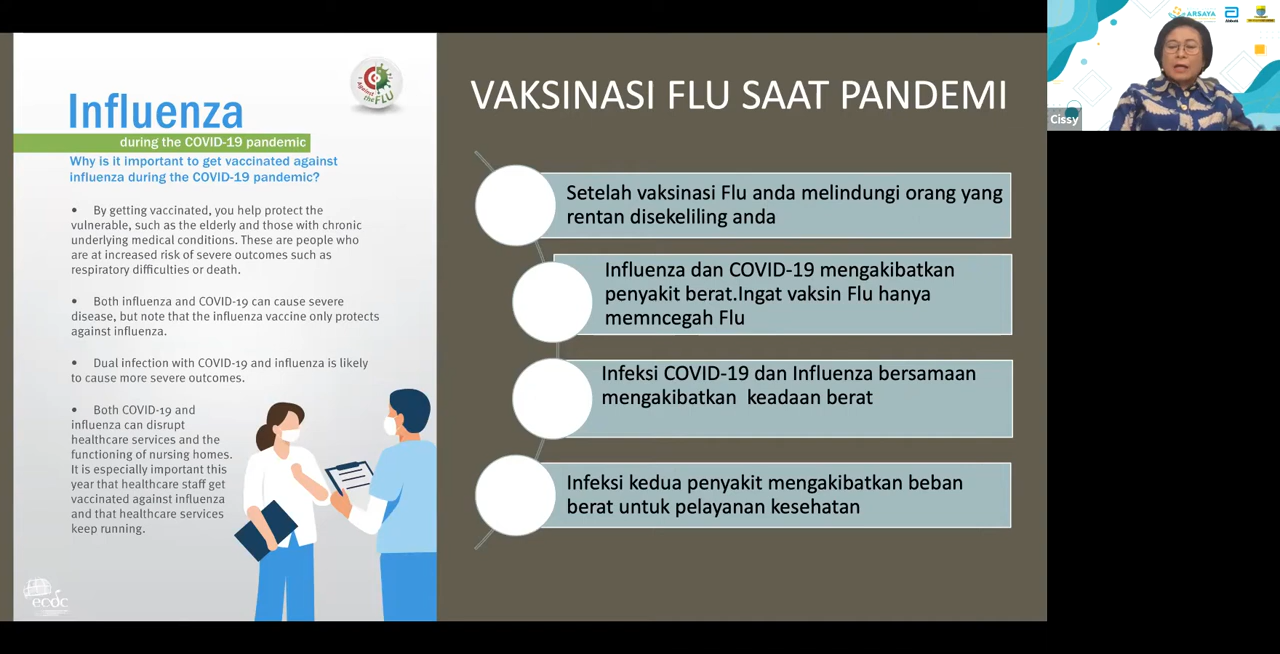 Influenza
during the COVID-19 pandemic
Why is it important to get vaccinated against
influenza during the COVID-19 pandemic?
• By getting vaccinated, you help protect the
vulnerable, such as the elderly and those with chronic
underlying medical conditions. These are people who
are at increased risk of severe outcomes such as
respiratory difficulties or death.
• Both influenza and COVID-19 can cause severe
disease, but note that the influenza vaccine only protects
against influenza.
• Dual infection with COVID-19 and influenza is likely
to cause more severe outcomes.
• Both COVID-19 and
influenza can disrupt
healthcare services and the
functioning of nursing homes.
It is especially important this
year that healthcare staff get
vaccinated against influenza
and that healthcare services
keep running.
against
the FLU
ecdc
VAKSINASI FLU SAAT PANDEMI
Setelah vaksinasi Flu anda melindungi orang yang
rentan disekeliling anda
Influenza dan COVID-19 mengakibatkan
penyakit berat.Ingat vaksin Flu hanya
memncegah Flu
Infeksi COVID-19 dan Influenza bersamaan
mengakibatkan keadaan berat
Infeksi kedua penyakit mengakibatkan beban
berat untuk pelayanan kesehatan
ARSAYA
Abbott
Cissy